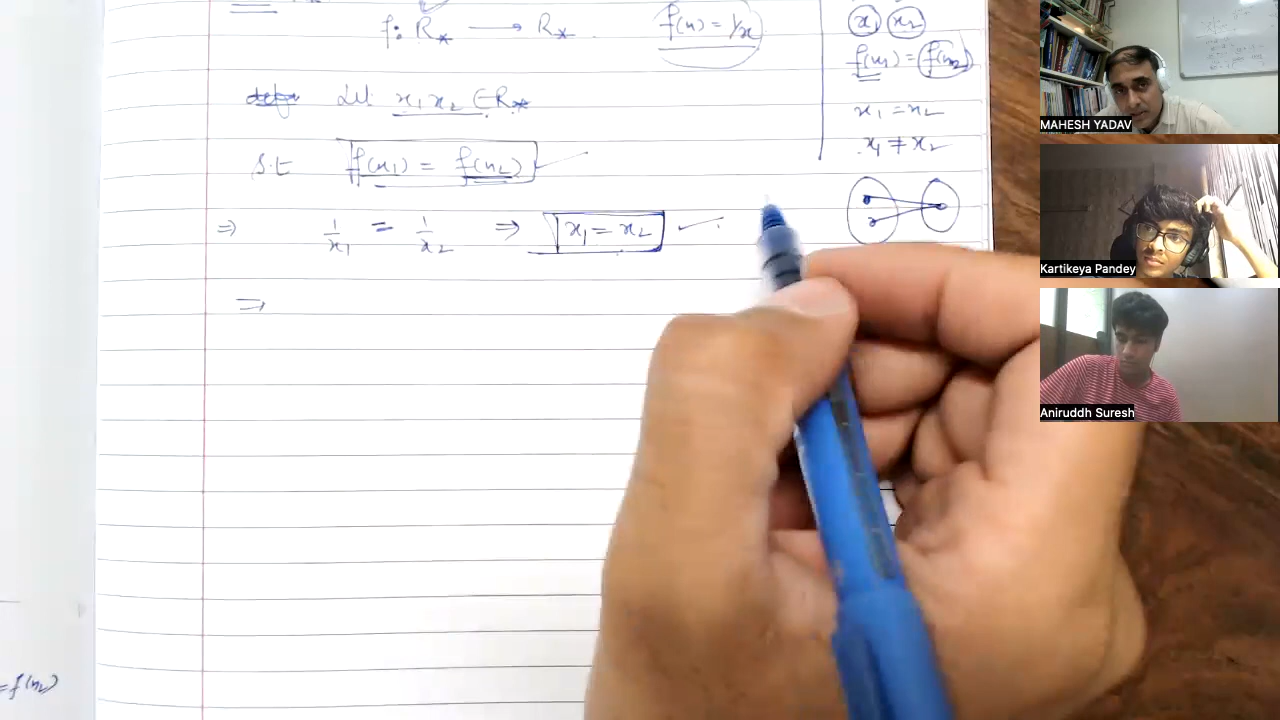 f: R* → R* f(x) = 1/x
Let x₁ x₂ ∈ R*
S.t f(x₁) = f(x₂)
⇒ 1/x₁ = 1/x₂ ⇒ x₁ = x₂
⇒
x₁ x₂
f(x₁) = f(x₂)
x₁ = x₂
x₁ ≠ x₂
= f(x₂)
MAHESH YADAV
Kartikeya Pandey
Aniruddh Suresh